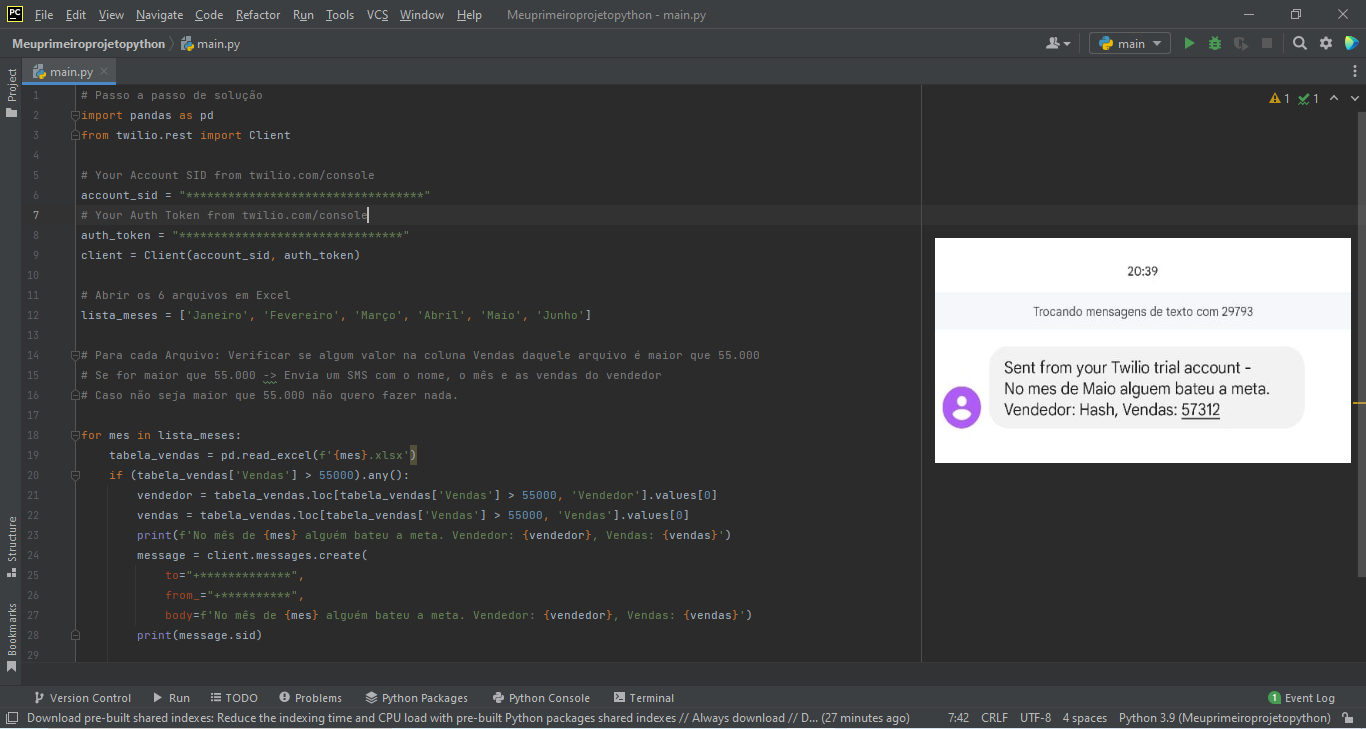 PC File Edit View Navigate Code Refactor Run Tools VCS Window Help Meuprimeiroprojetopython - main.py
Meuprimeiroprojetopython main.py main
main.py
Project
1 # Passo a passo de solução
2 import pandas as pd
3 from twilio.rest import Client
4
5 # Your Account SID from twilio.com/console
6 account_sid = "**********************************"
7 # Your Auth Token from twilio.com/console
8 auth_token = "********************************"
9 client = Client(account_sid, auth_token)
10
11 # Abrir os 6 arquivos em Excel
12 lista_meses = ['Janeiro', 'Fevereiro', 'Março', 'Abril', 'Maio', 'Junho']
13
14 # Para cada Arquivo: Verificar se algum valor na coluna Vendas daquele arquivo é maior que 55.000
15 # Se for maior que 55.000 -> Envia um SMS com o nome, o mês e as vendas do vendedor
16 # Caso não seja maior que 55.000 não quero fazer nada.
17
18 for mes in lista_meses:
19 tabela_vendas = pd.read_excel(f'{mes}.xlsx')
20 if (tabela_vendas['Vendas'] > 55000).any():
21 vendedor = tabela_vendas.loc[tabela_vendas['Vendas'] > 55000, 'Vendedor'].values[0]
22 vendas = tabela_vendas.loc[tabela_vendas['Vendas'] > 55000, 'Vendas'].values[0]
23 print(f'No mês de {mes} alguém bateu a meta. Vendedor: {vendedor}, Vendas: {vendas}')
24 message = client.messages.create(
25 to="+*************",
26 from_="+**********",
27 body=f'No mês de {mes} alguém bateu a meta. Vendedor: {vendedor}, Vendas: {vendas}')
28 print(message.sid)
29
1 1
20:39
Trocando mensagens de texto com 29793
Sent from your Twilio trial account -
No mes de Maio alguem bateu a meta.
Vendedor: Hash, Vendas: 57312
Structure
Bookmarks
Version Control Run TODO Problems Python Packages Python Console Terminal 1 Event Log
Download pre-built shared indexes: Reduce the indexing time and CPU load with pre-built Python packages shared indexes // Always download // D... (27 minutes ago) 7:42 CRLF UTF-8 4 spaces Python 3.9 (Meuprimeiroprojetopython)